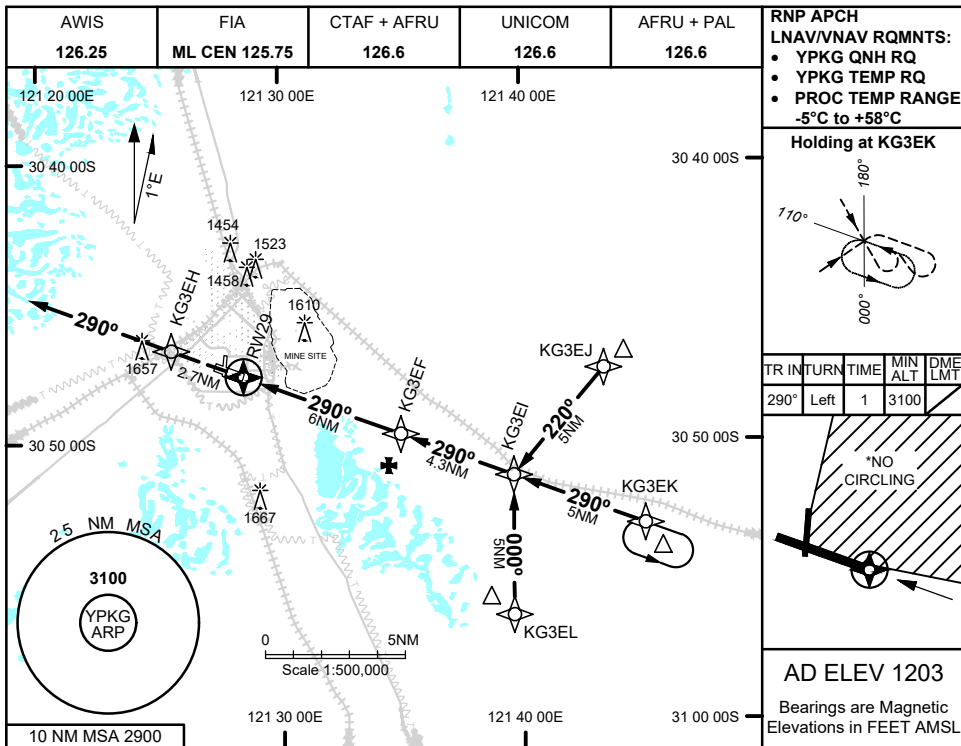 AWIS
126.25
FIA
ML CEN 125.75
CTAF + AFRU
126.6
UNICOM
126.6
AFRU + PAL
126.6
RNP APCH
LNAV/VNAV RQMNTS:
• YPKG QNH RQ
• YPKG TEMP RQ
• PROC TEMP RANGE
-5°C to +58°C
121 20 00E
121 30 00E
121 40 00E
30 40 00S
30 40 00S
1°E
1454
1523
1458
1610
MINE SITE
KG3EH
RW29
290°
1657
2.7NM
290°
6NM
KG3EF
290°
4.3NM
KG3EI
KG3EJ
220°
5NM
290°
5NM
KG3EK
000°
5NM
KG3EL
30 50 00S
30 50 00S
1667
25 NM MSA
3100
YPKG
ARP
10 NM MSA 2900
0
5NM
Scale 1:500,000
121 30 00E
121 40 00E
31 00 00S
Holding at KG3EK
180°
110°
000°
TR IN
TURN
TIME
MIN
ALT
DME
LMT
290°
Left
1
3100
*NO
CIRCLING
AD ELEV 1203
Bearings are Magnetic
Elevations in FEET AMSL